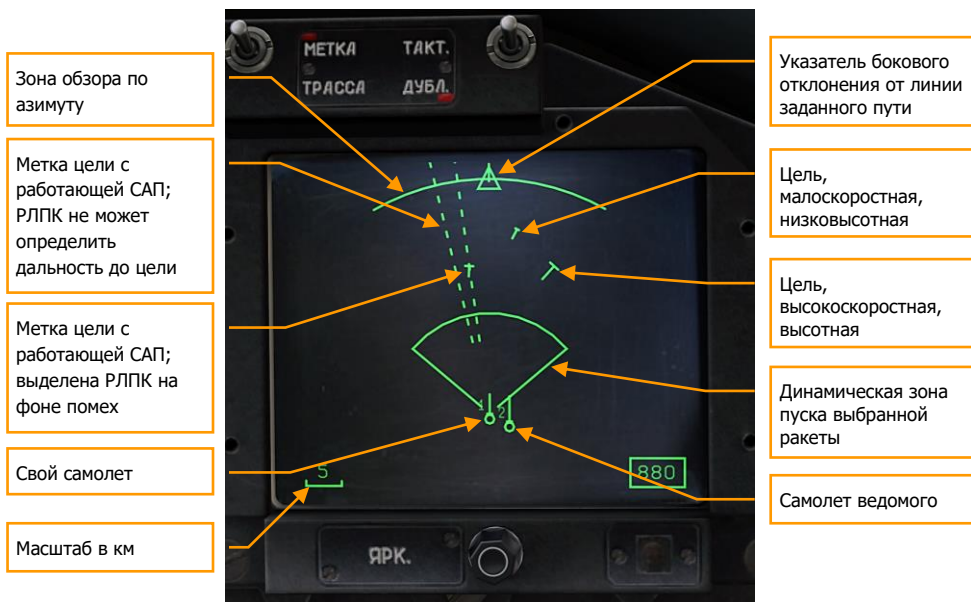 Зона обзора по
азимуту
Метка цели с
работающей САП;
РЛПК не может
определить
дальность до цели
Метка цели с
работающей САП;
выделена РЛПК на
фоне помех
Свой самолет
Масштаб в км
МЕТКА ТАКТ.
ТРАССА ДУБЛ.
1 2
5
880
ЯРК.
Указатель бокового
отклонения от линии
заданного пути
Цель,
малоскоростная,
низковысотная
Цель,
высокоскоростная,
высотная
Динамическая зона
пуска выбранной
ракеты
Самолет ведомого